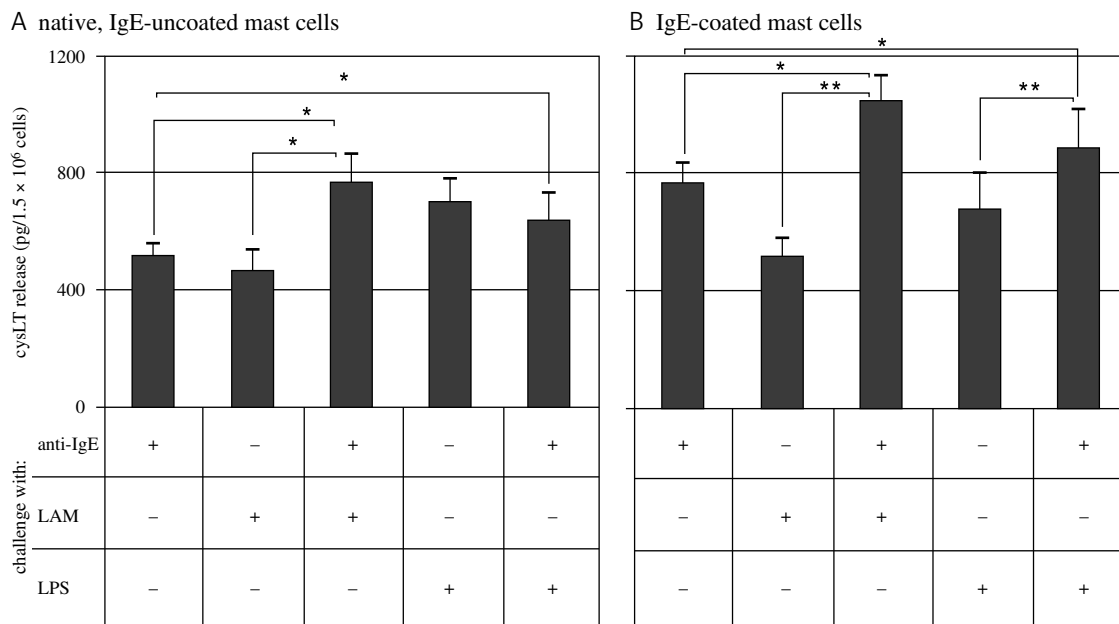 A native, IgE-uncoated mast cells
B IgE-coated mast cells
cysLT release (pg/1.5 × 10⁶ cells)
1200
800
400
0
*
*
*
*
*
**
**
challenge with:
anti-IgE + – + – + + – + – +
LAM – + + – – – + + – –
LPS – – – + + – – – + +